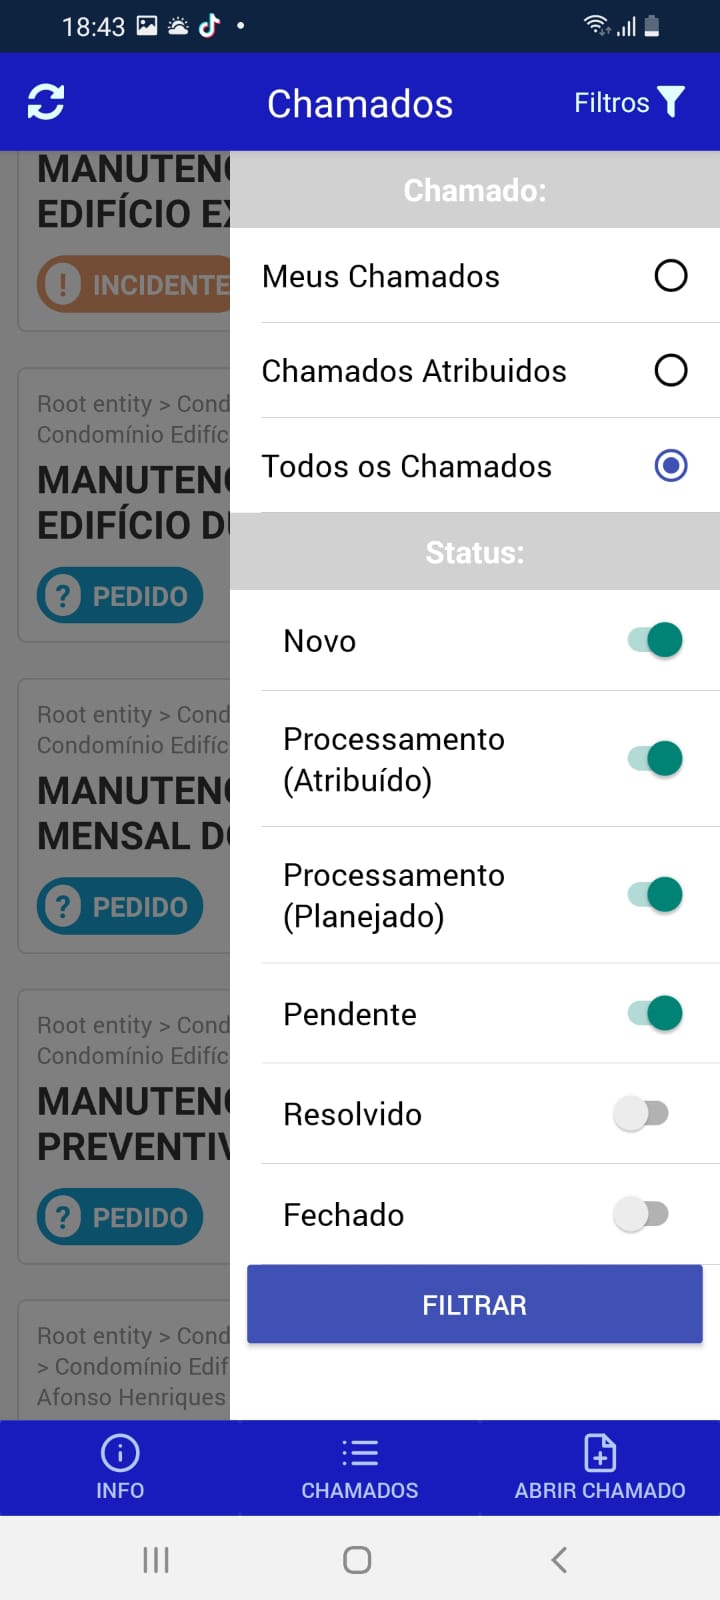 18:43
Chamados
Filtros
MANUTEN
EDIFÍCIO E
! INCIDENTE
Root entity > Cond
Condomínio Edifíc
MANUTEN
EDIFÍCIO D
? PEDIDO
Root entity > Cond
Condomínio Edifíc
MANUTEN
MENSAL D
? PEDIDO
Root entity > Cond
Condomínio Edifíc
MANUTEN
PREVENTIV
? PEDIDO
Root entity > Cond
> Condomínio Edif
Afonso Henriques
Chamado:
Meus Chamados
Chamados Atribuidos
Todos os Chamados
Status:
Novo
Processamento
(Atribuído)
Processamento
(Planejado)
Pendente
Resolvido
Fechado
FILTRAR
INFO
CHAMADOS
ABRIR CHAMADO